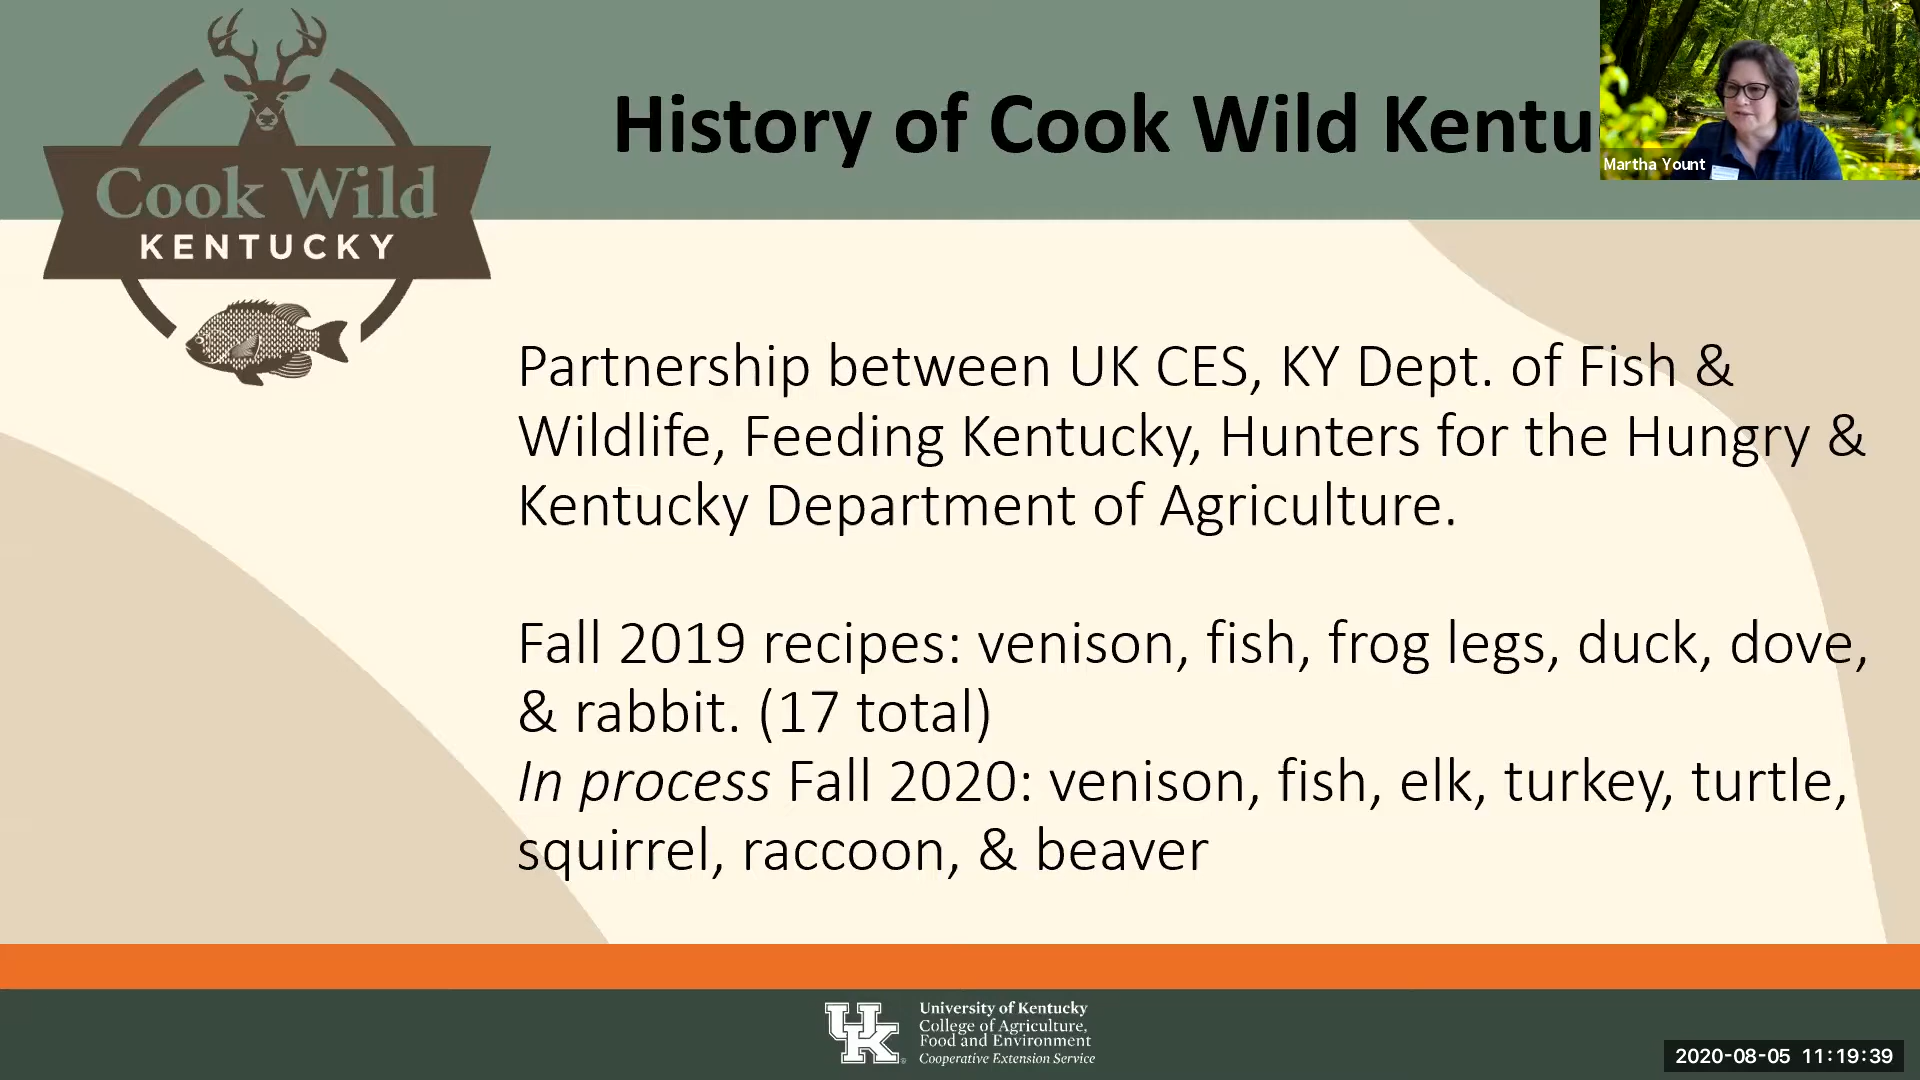 History of Cook Wild Kentu
Martha Yount
Cook Wild
KENTUCKY
Partnership between UK CES, KY Dept. of Fish &
Wildlife, Feeding Kentucky, Hunters for the Hungry &
Kentucky Department of Agriculture.
Fall 2019 recipes: venison, fish, frog legs, duck, dove,
& rabbit. (17 total)
In process Fall 2020: venison, fish, elk, turkey, turtle,
squirrel, raccoon, & beaver
UK
University of Kentucky
College of Agriculture,
Food and Environment
Cooperative Extension Service
2020-08-05 11:19:39